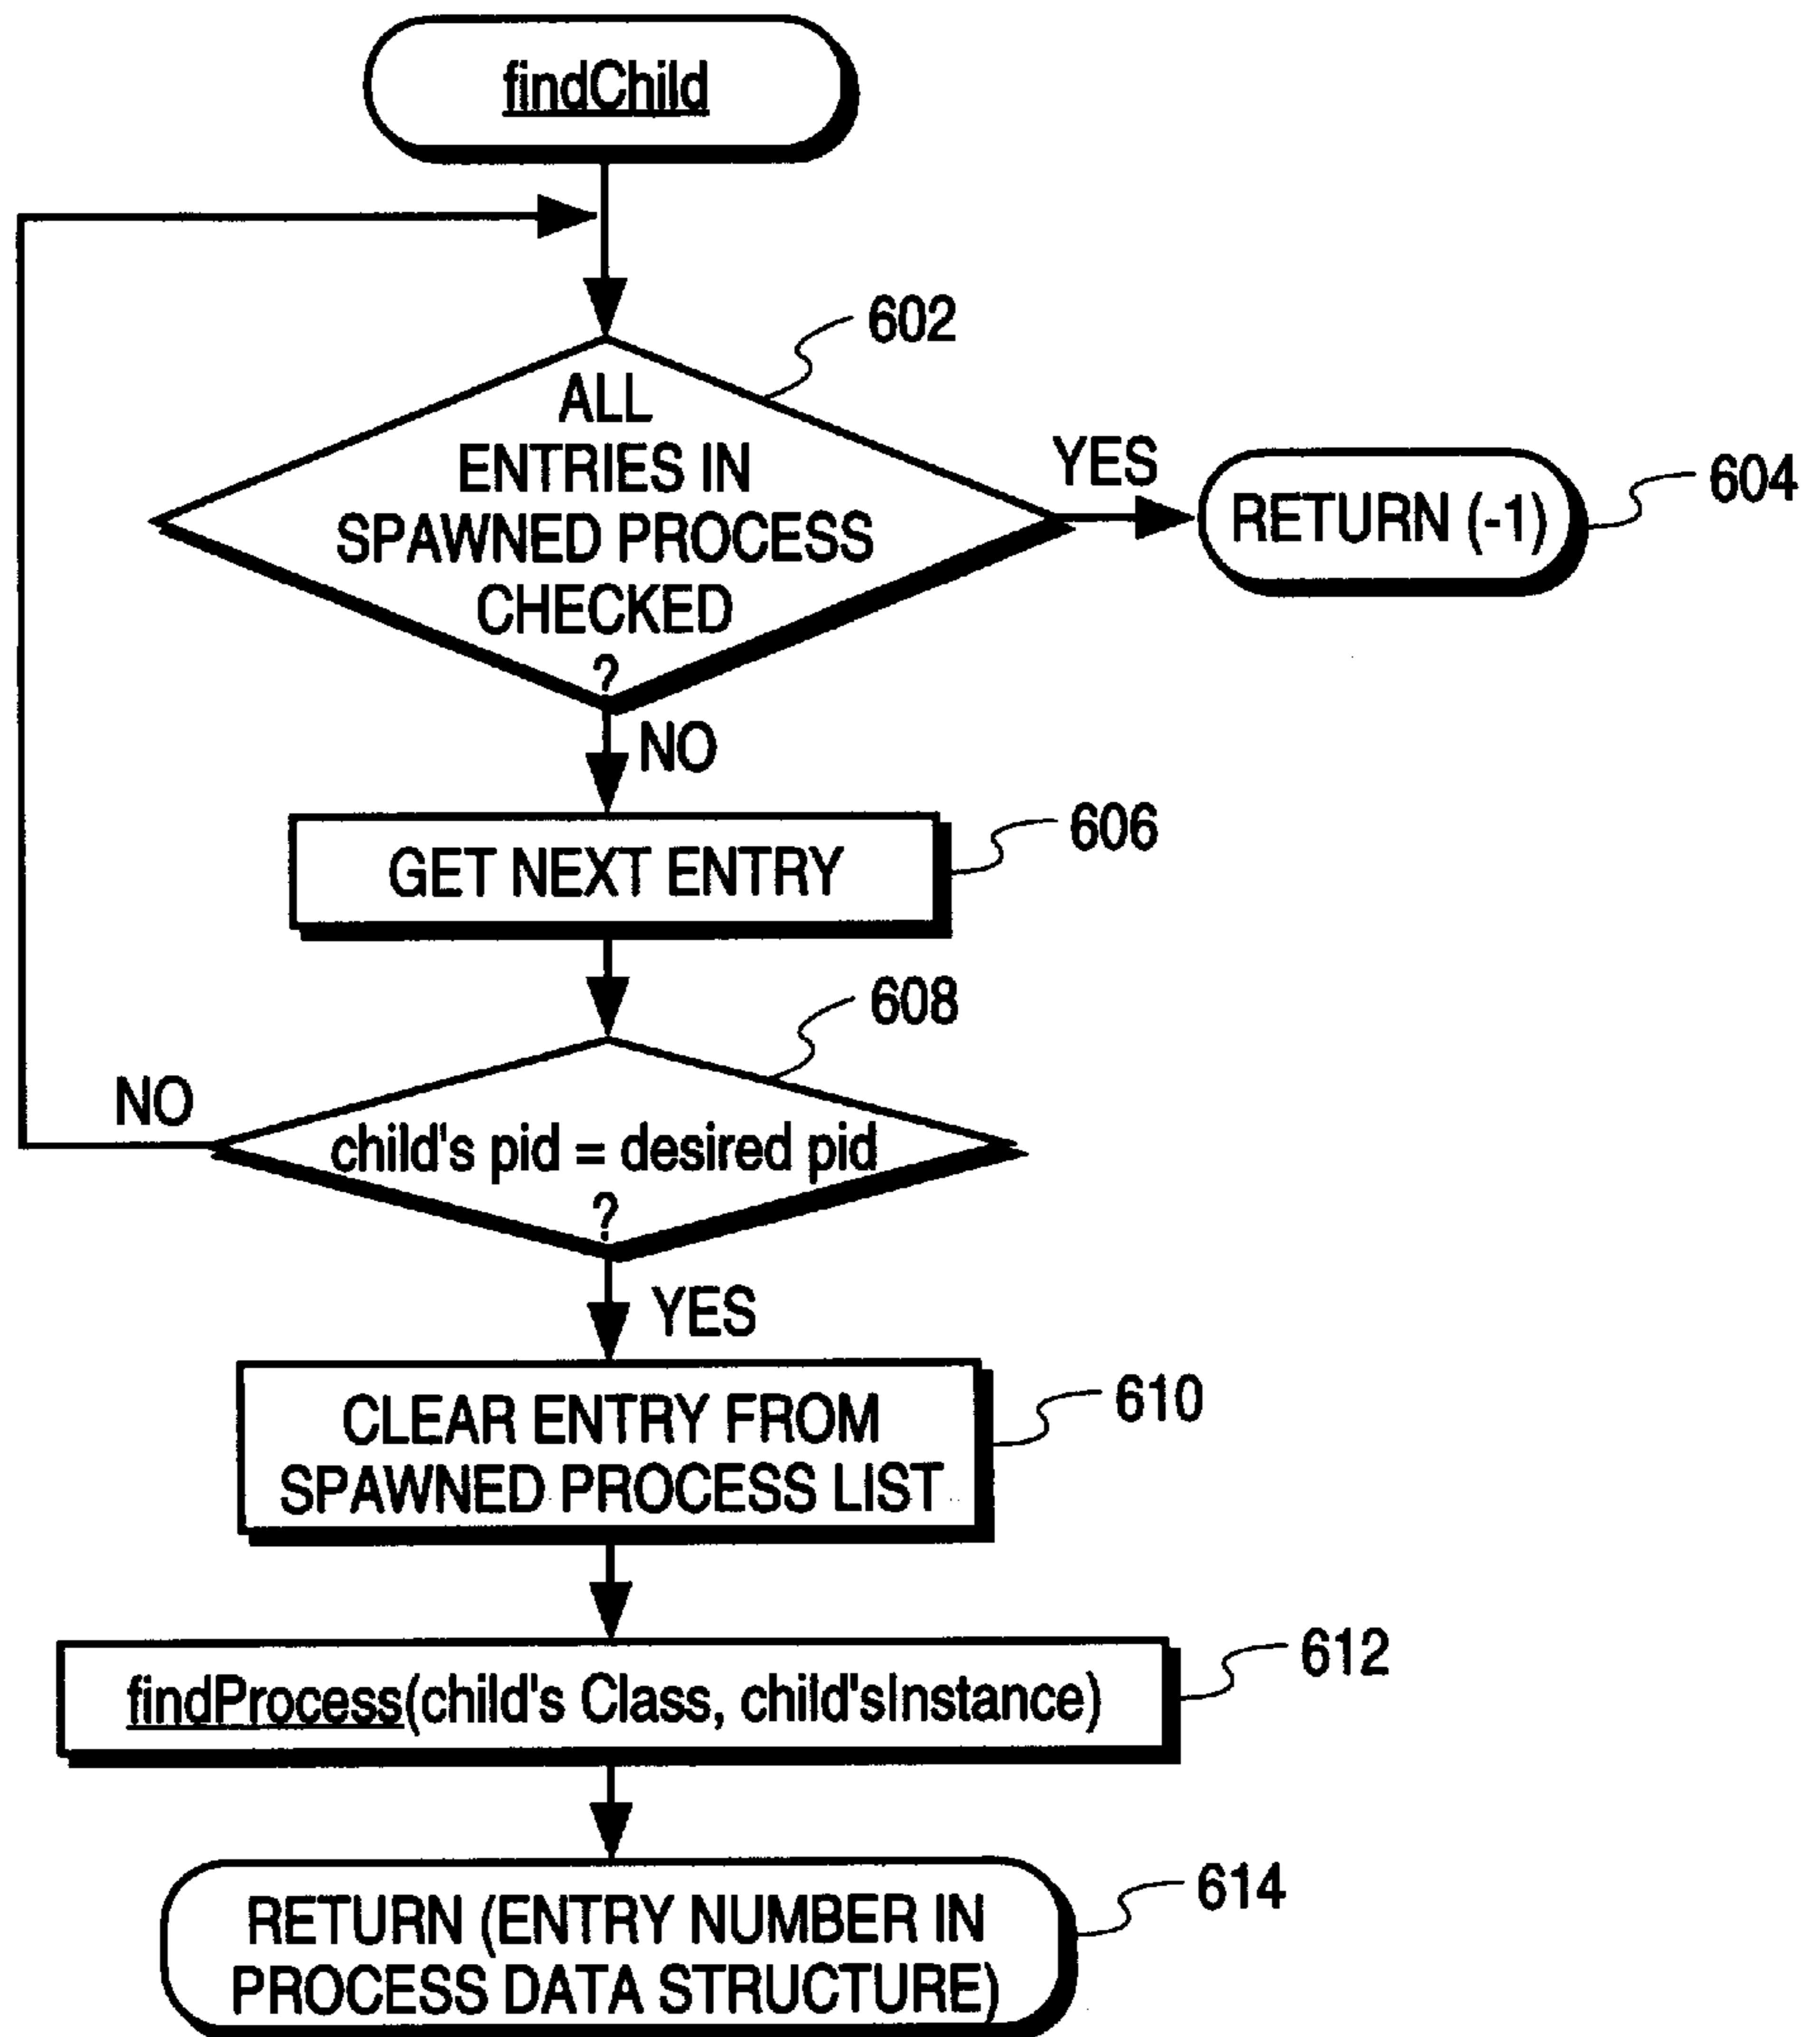 findChild
602
ALL
ENTRIES IN
SPAWNED PROCESS
CHECKED
?
YES
RETURN (-1)
604
NO
GET NEXT ENTRY
606
608
NO
child's pid = desired pid
?
YES
CLEAR ENTRY FROM
SPAWNED PROCESS LIST
610
findProcess(child's Class, child'sInstance)
612
RETURN (ENTRY NUMBER IN
PROCESS DATA STRUCTURE)
614